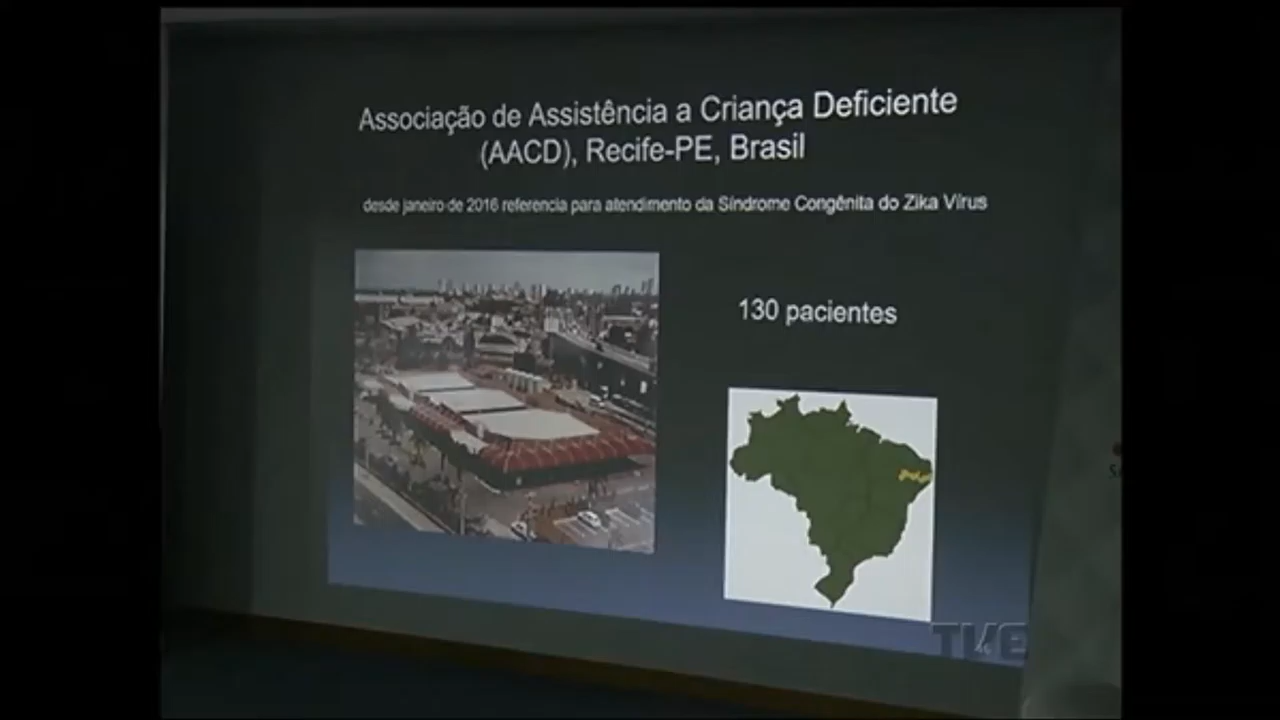 Associação de Assistência a Criança Deficiente
(AACD), Recife-PE, Brasil
desde janeiro de 2016 referencia para atendimento da Síndrome Congênita do Zika Vírus
130 pacientes
TVE